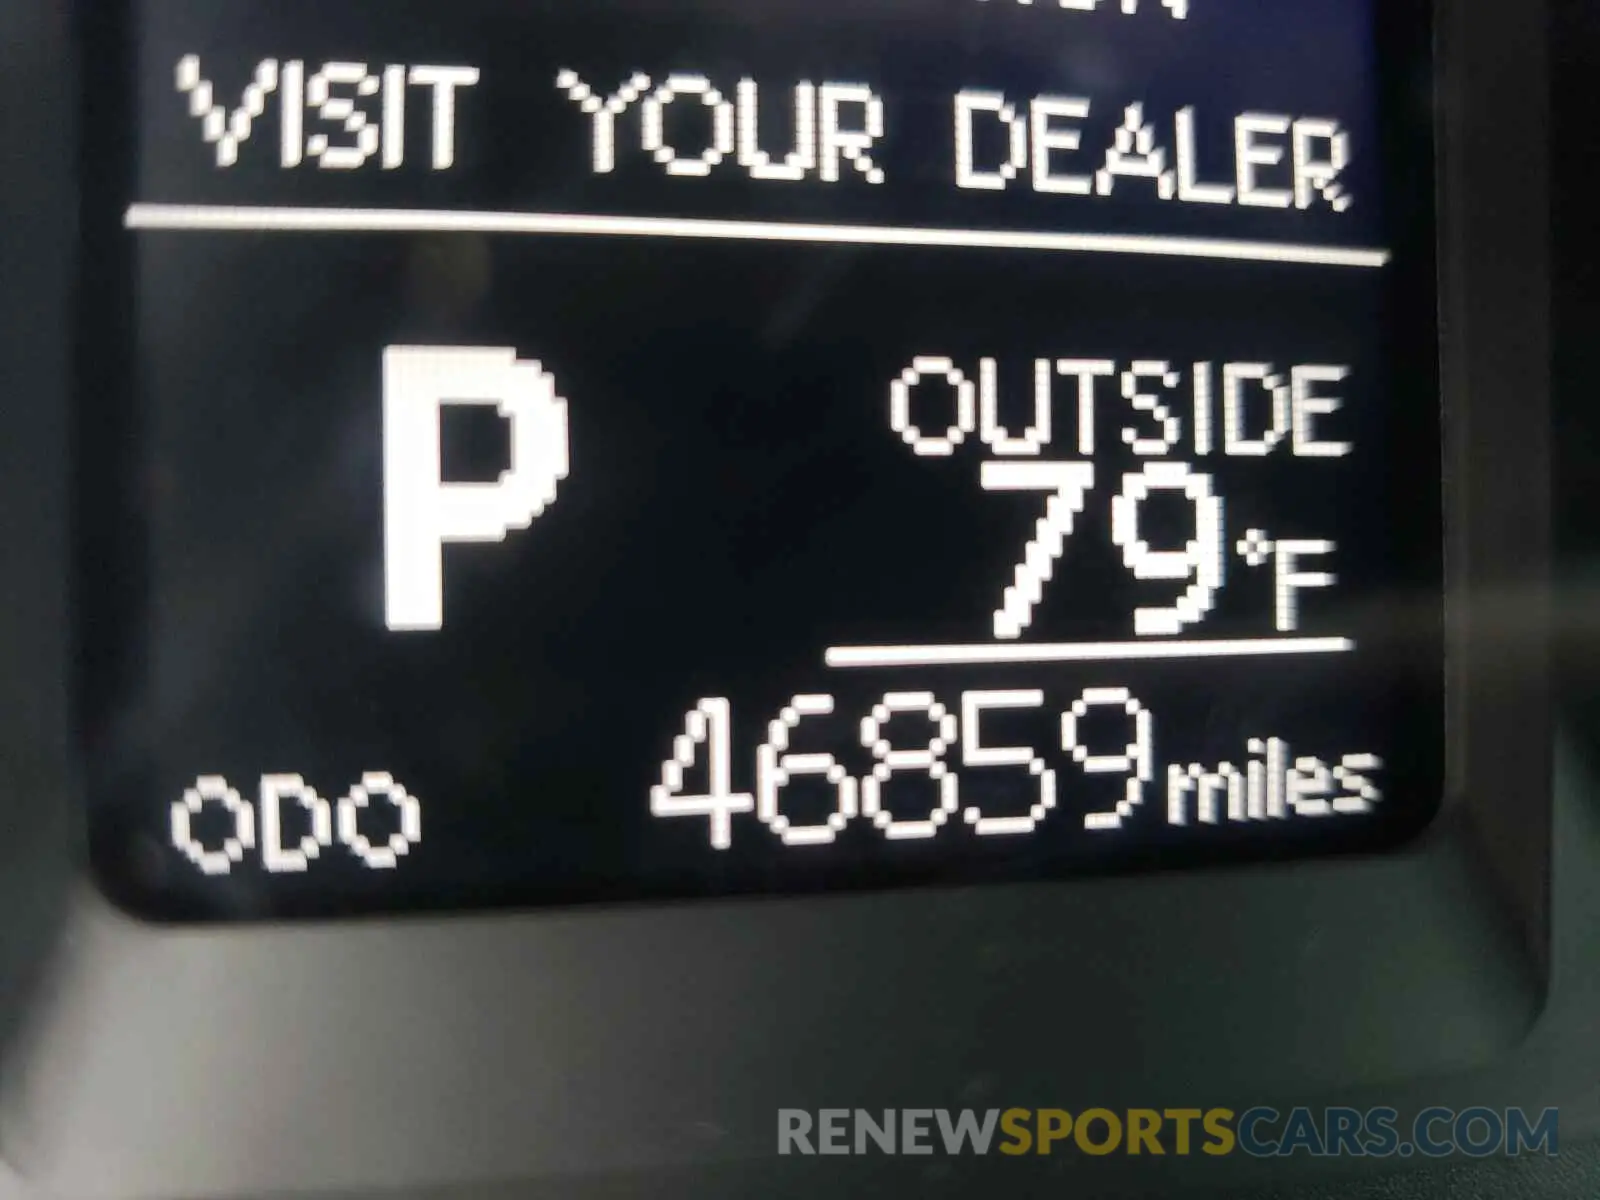 VISIT YOUR DEALER
P
OUTSIDE
79°F
ODO 46859 miles
RENEWSPORTSCARS.COM